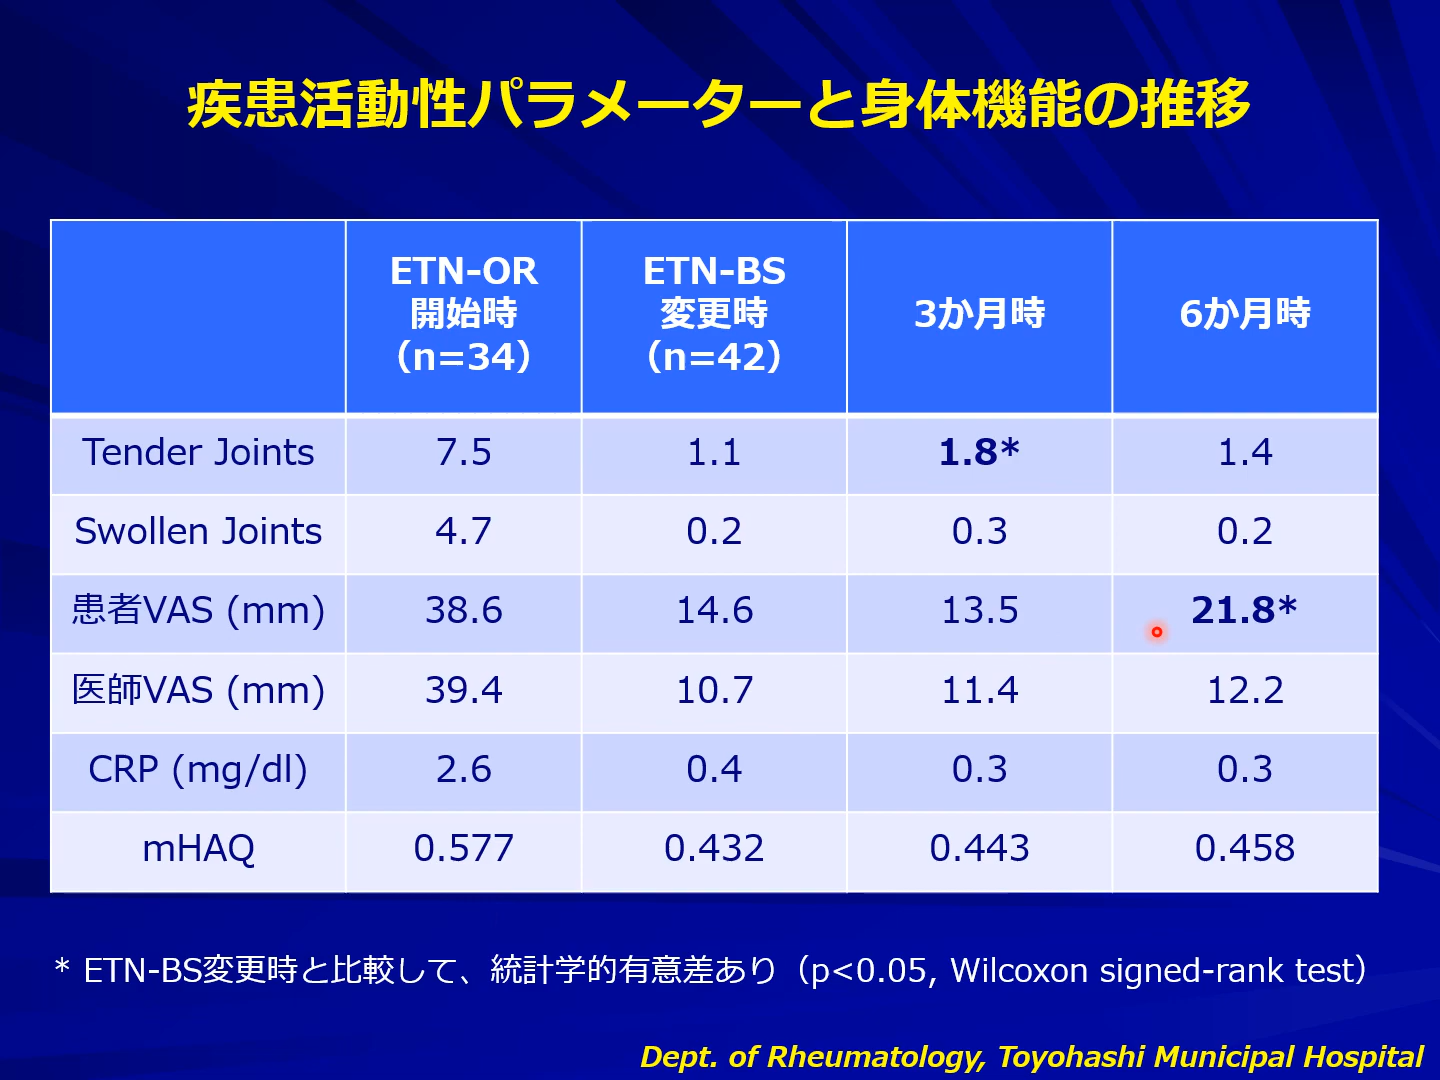 疾患活動性パラメーターと身体機能の推移
ETN-OR
開始時
（n=34）
ETN-BS
変更時
（n=42）
3か月時
6か月時
Tender Joints 7.5 1.1 1.8* 1.4
Swollen Joints 4.7 0.2 0.3 0.2
患者VAS (mm) 38.6 14.6 13.5 21.8*
医師VAS (mm) 39.4 10.7 11.4 12.2
CRP (mg/dl) 2.6 0.4 0.3 0.3
mHAQ 0.577 0.432 0.443 0.458
* ETN-BS変更時と比較して、統計学的有意差あり（p<0.05, Wilcoxon signed-rank test）
Dept. of Rheumatology, Toyohashi Municipal Hospital